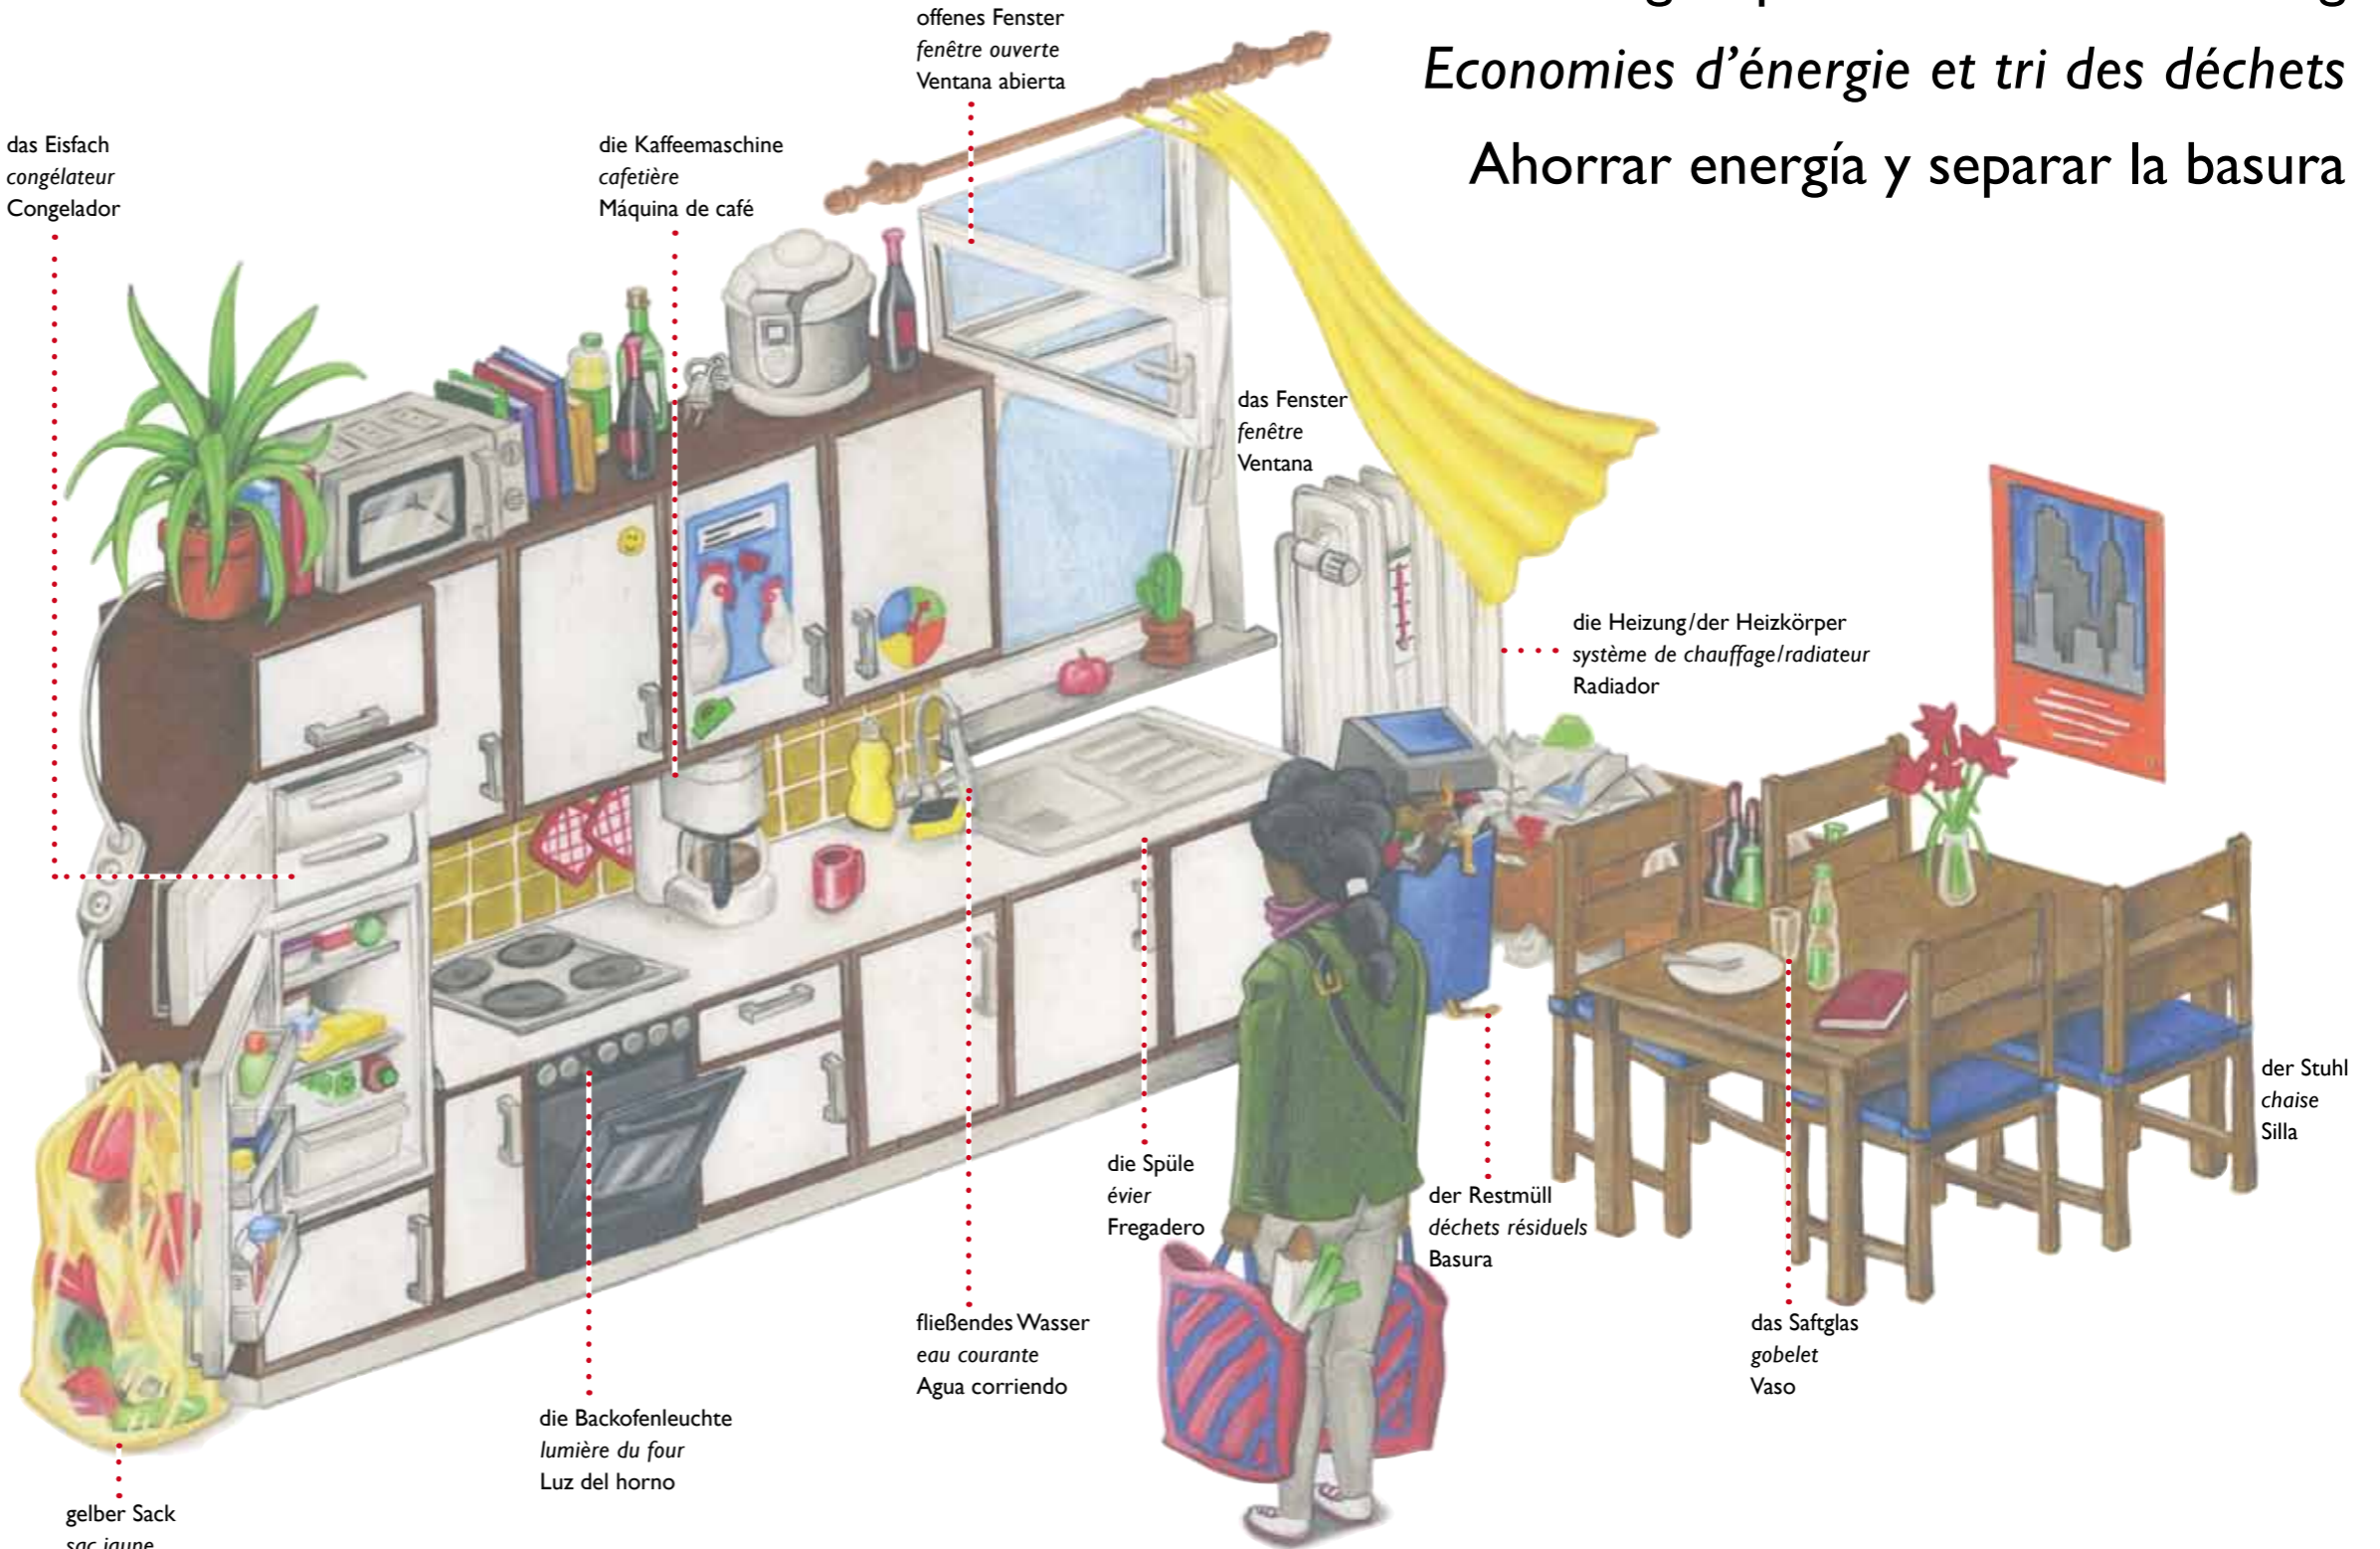 Economies d'énergie et tri des déchets
Ahorrar energía y separar la basura
offenes Fenster
fenêtre ouverte
Ventana abierta
das Eisfach
congélateur
Congelador
die Kaffeemaschine
cafetière
Máquina de café
das Fenster
fenêtre
Ventana
die Heizung/der Heizkörper
système de chauffage/radiateur
Radiador
der Stuhl
chaise
Silla
die Spüle
évier
Fregadero
der Restmüll
déchets résiduels
Basura
fließendes Wasser
eau courante
Agua corriendo
das Saftglas
gobelet
Vaso
die Backofenleuchte
lumière du four
Luz del horno
gelber Sack
sac jaune